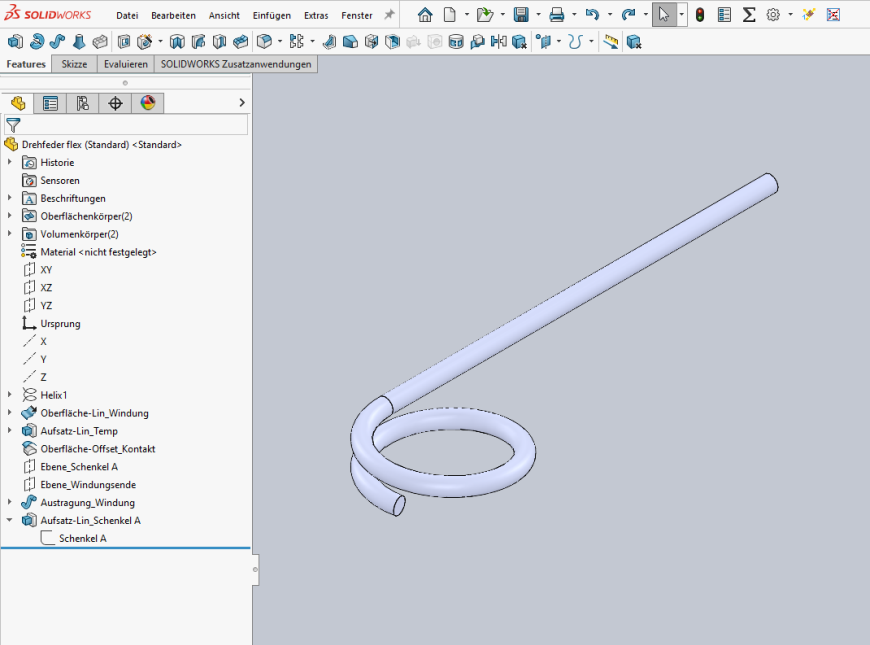 SOLIDWORKS Datei Bearbeiten Ansicht Einfügen Extras Fenster
Features Skizze Evaluieren SOLIDWORKS Zusatzanwendungen
Drehfeder flex (Standard) <Standard>
Historie
Sensoren
Beschriftungen
Oberflächenkörper(2)
Volumenkörper(2)
Material <nicht festgelegt>
XY
XZ
YZ
Ursprung
X
Y
Z
Helix1
Oberfläche-Lin_Windung
Aufsatz-Lin_Temp
Oberfläche-Offset_Kontakt
Ebene_Schenkel A
Ebene_Windungsende
Austragung_Windung
Aufsatz-Lin_Schenkel A
Schenkel A